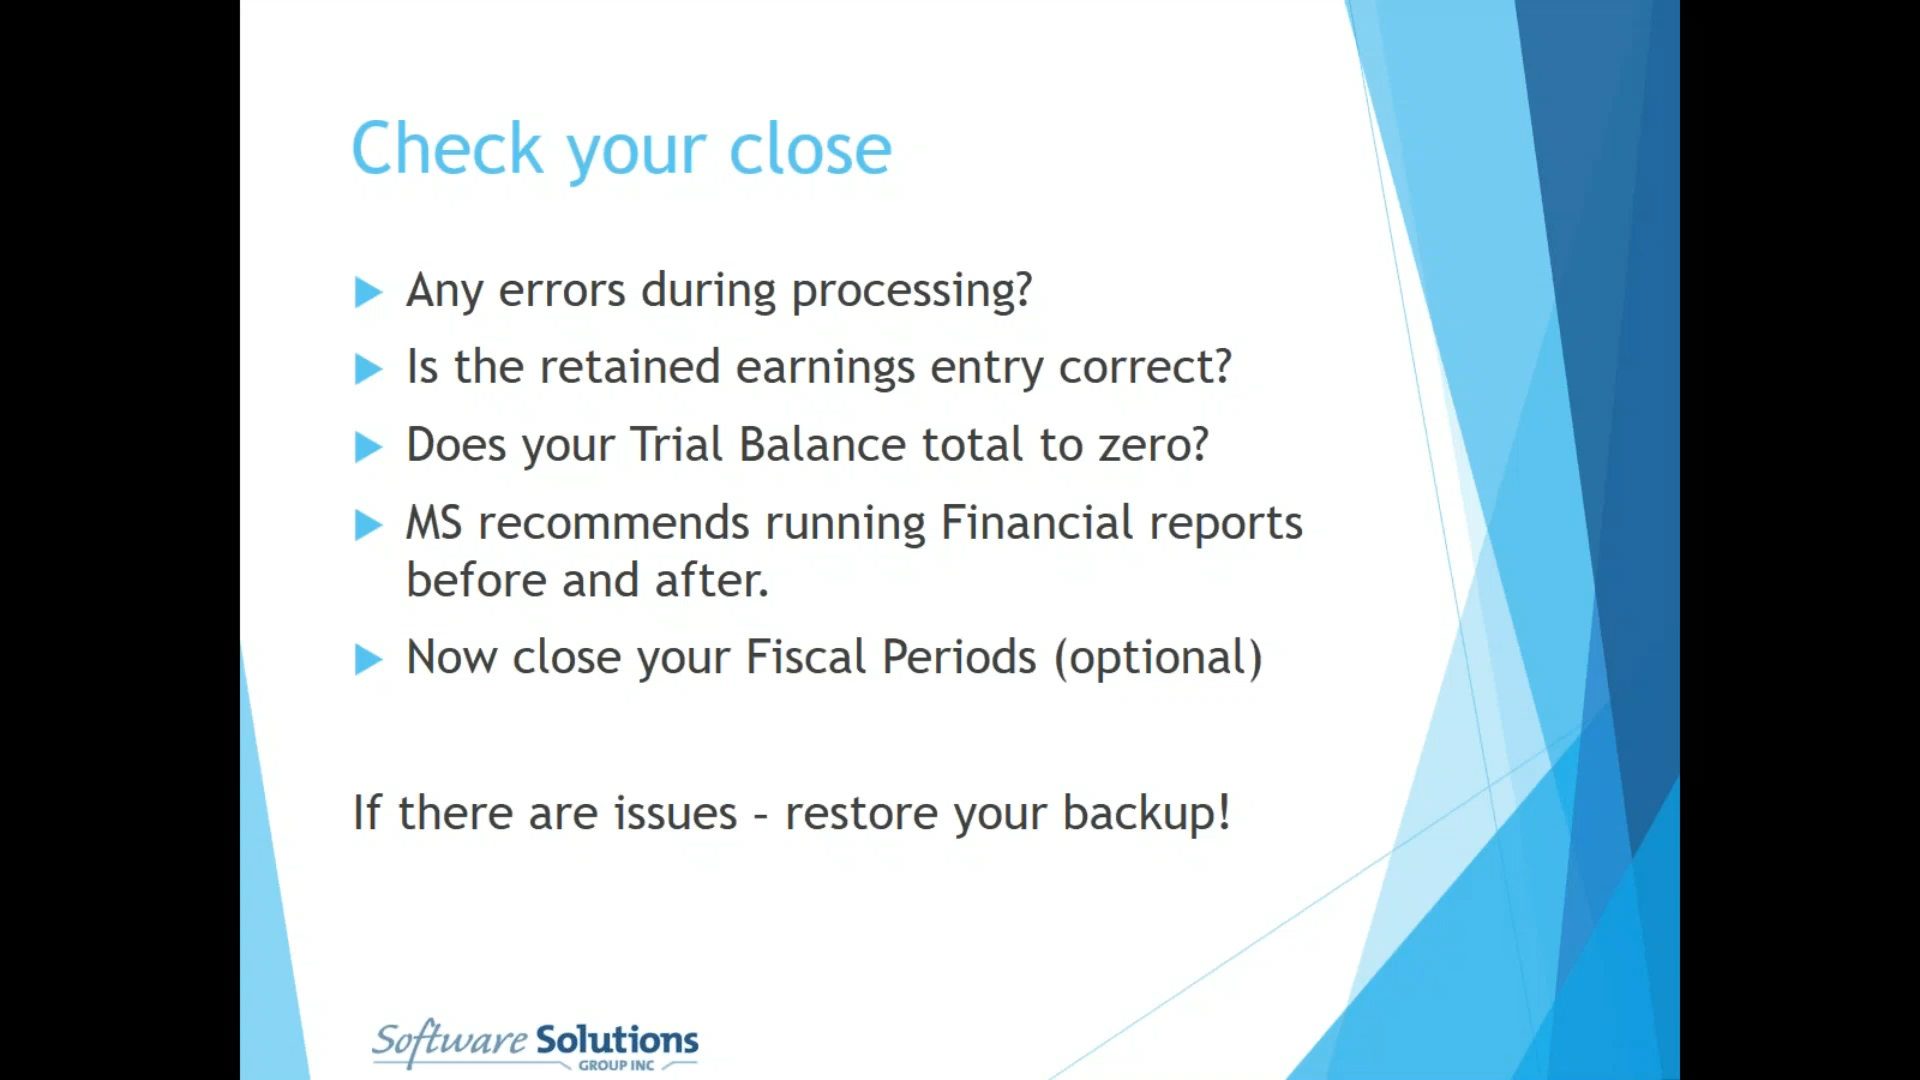 Check your close
Any errors during processing?
Is the retained earnings entry correct?
Does your Trial Balance total to zero?
MS recommends running Financial reports
before and after.
Now close your Fiscal Periods (optional)
If there are issues – restore your backup!
Software Solutions
GROUP INC